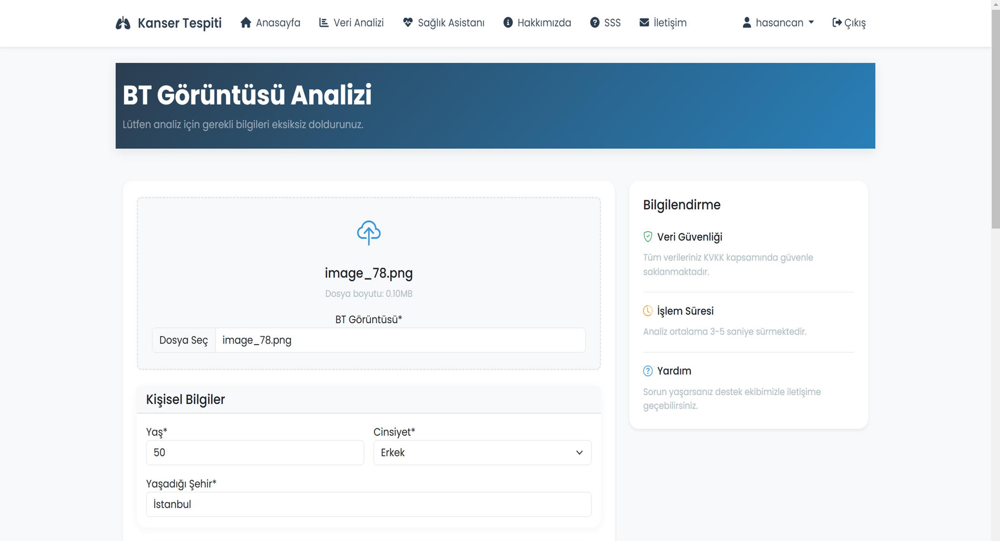 Kanser Tespiti Anasayfa Veri Analizi Sağlık Asistanı Hakkımızda SSS İletişim hasancan Çıkış
BT Görüntüsü Analizi
Lütfen analiz için gerekli bilgileri eksiksiz doldurunuz.
image_78.png
Dosya boyutu: 0.10MB
BT Görüntüsü*
Dosya Seç image_78.png
Kişisel Bilgiler
Yaş* Cinsiyet*
50 Erkek
Yaşadığı Şehir*
İstanbul
Bilgilendirme
Veri Güvenliği
Tüm verileriniz KVKK kapsamında güvenle
saklanmaktadır.
İşlem Süresi
Analiz ortalama 3-5 saniye sürmektedir.
Yardım
Sorun yaşarsanız destek ekibimizle iletişime
geçebilirsiniz.